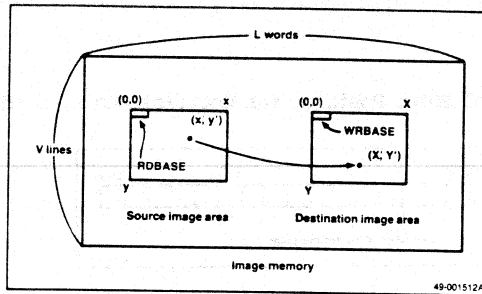 L words
V lines
(0,0) x
(x', y')
RDBASE
y
Source image area
(0,0) X
WRBASE
(X', Y')
Y
Destination image area
Image memory
49-001512A